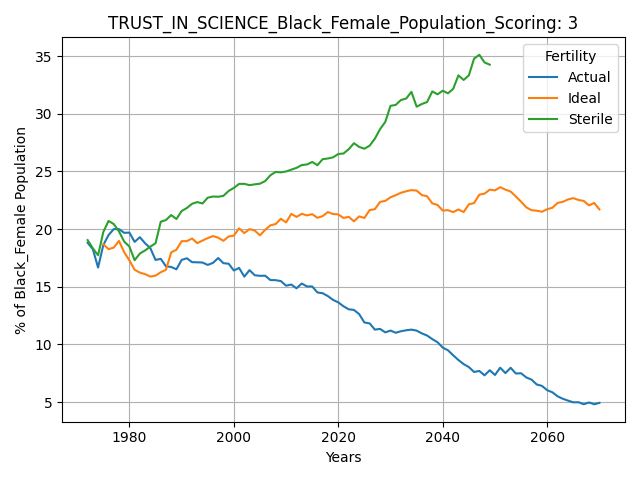 TRUST_IN_SCIENCE_Black_Female_Population_Scoring: 3
% of Black_Female Population
35
30
25
20
15
10
5
1980 2000 2020 2040 2060
Years
Fertility
Actual
Ideal
Sterile